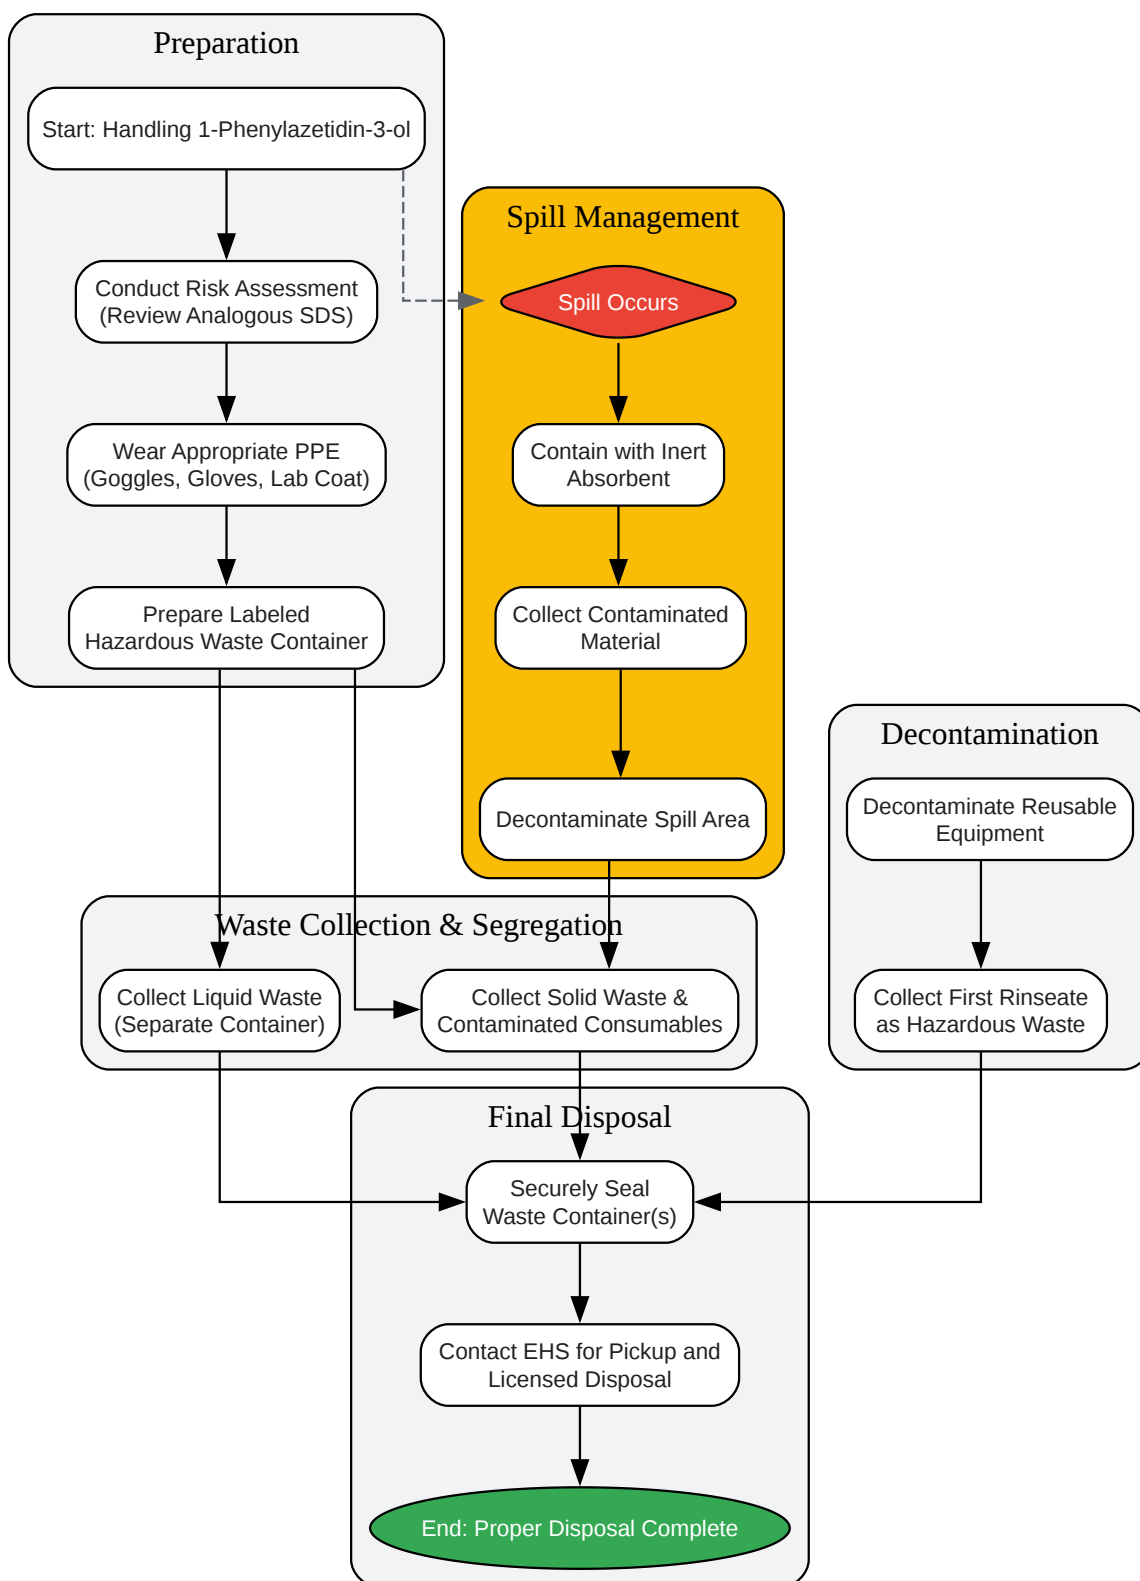 Preparation
Start: Handling 1-Phenylazetidin-3-ol
Conduct Risk Assessment
(Review Analogous SDS)
Wear Appropriate PPE
(Goggles, Gloves, Lab Coat)
Prepare Labeled
Hazardous Waste Container
Spill Management
Spill Occurs
Contain with Inert
Absorbent
Collect Contaminated
Material
Decontaminate Spill Area
Decontamination
Decontaminate Reusable
Equipment
Collect First Rinseate
as Hazardous Waste
Waste Collection & Segregation
Collect Liquid Waste
(Separate Container)
Collect Solid Waste &
Contaminated Consumables
Final Disposal
Securely Seal
Waste Container(s)
Contact EHS for Pickup and
Licensed Disposal
End: Proper Disposal Complete